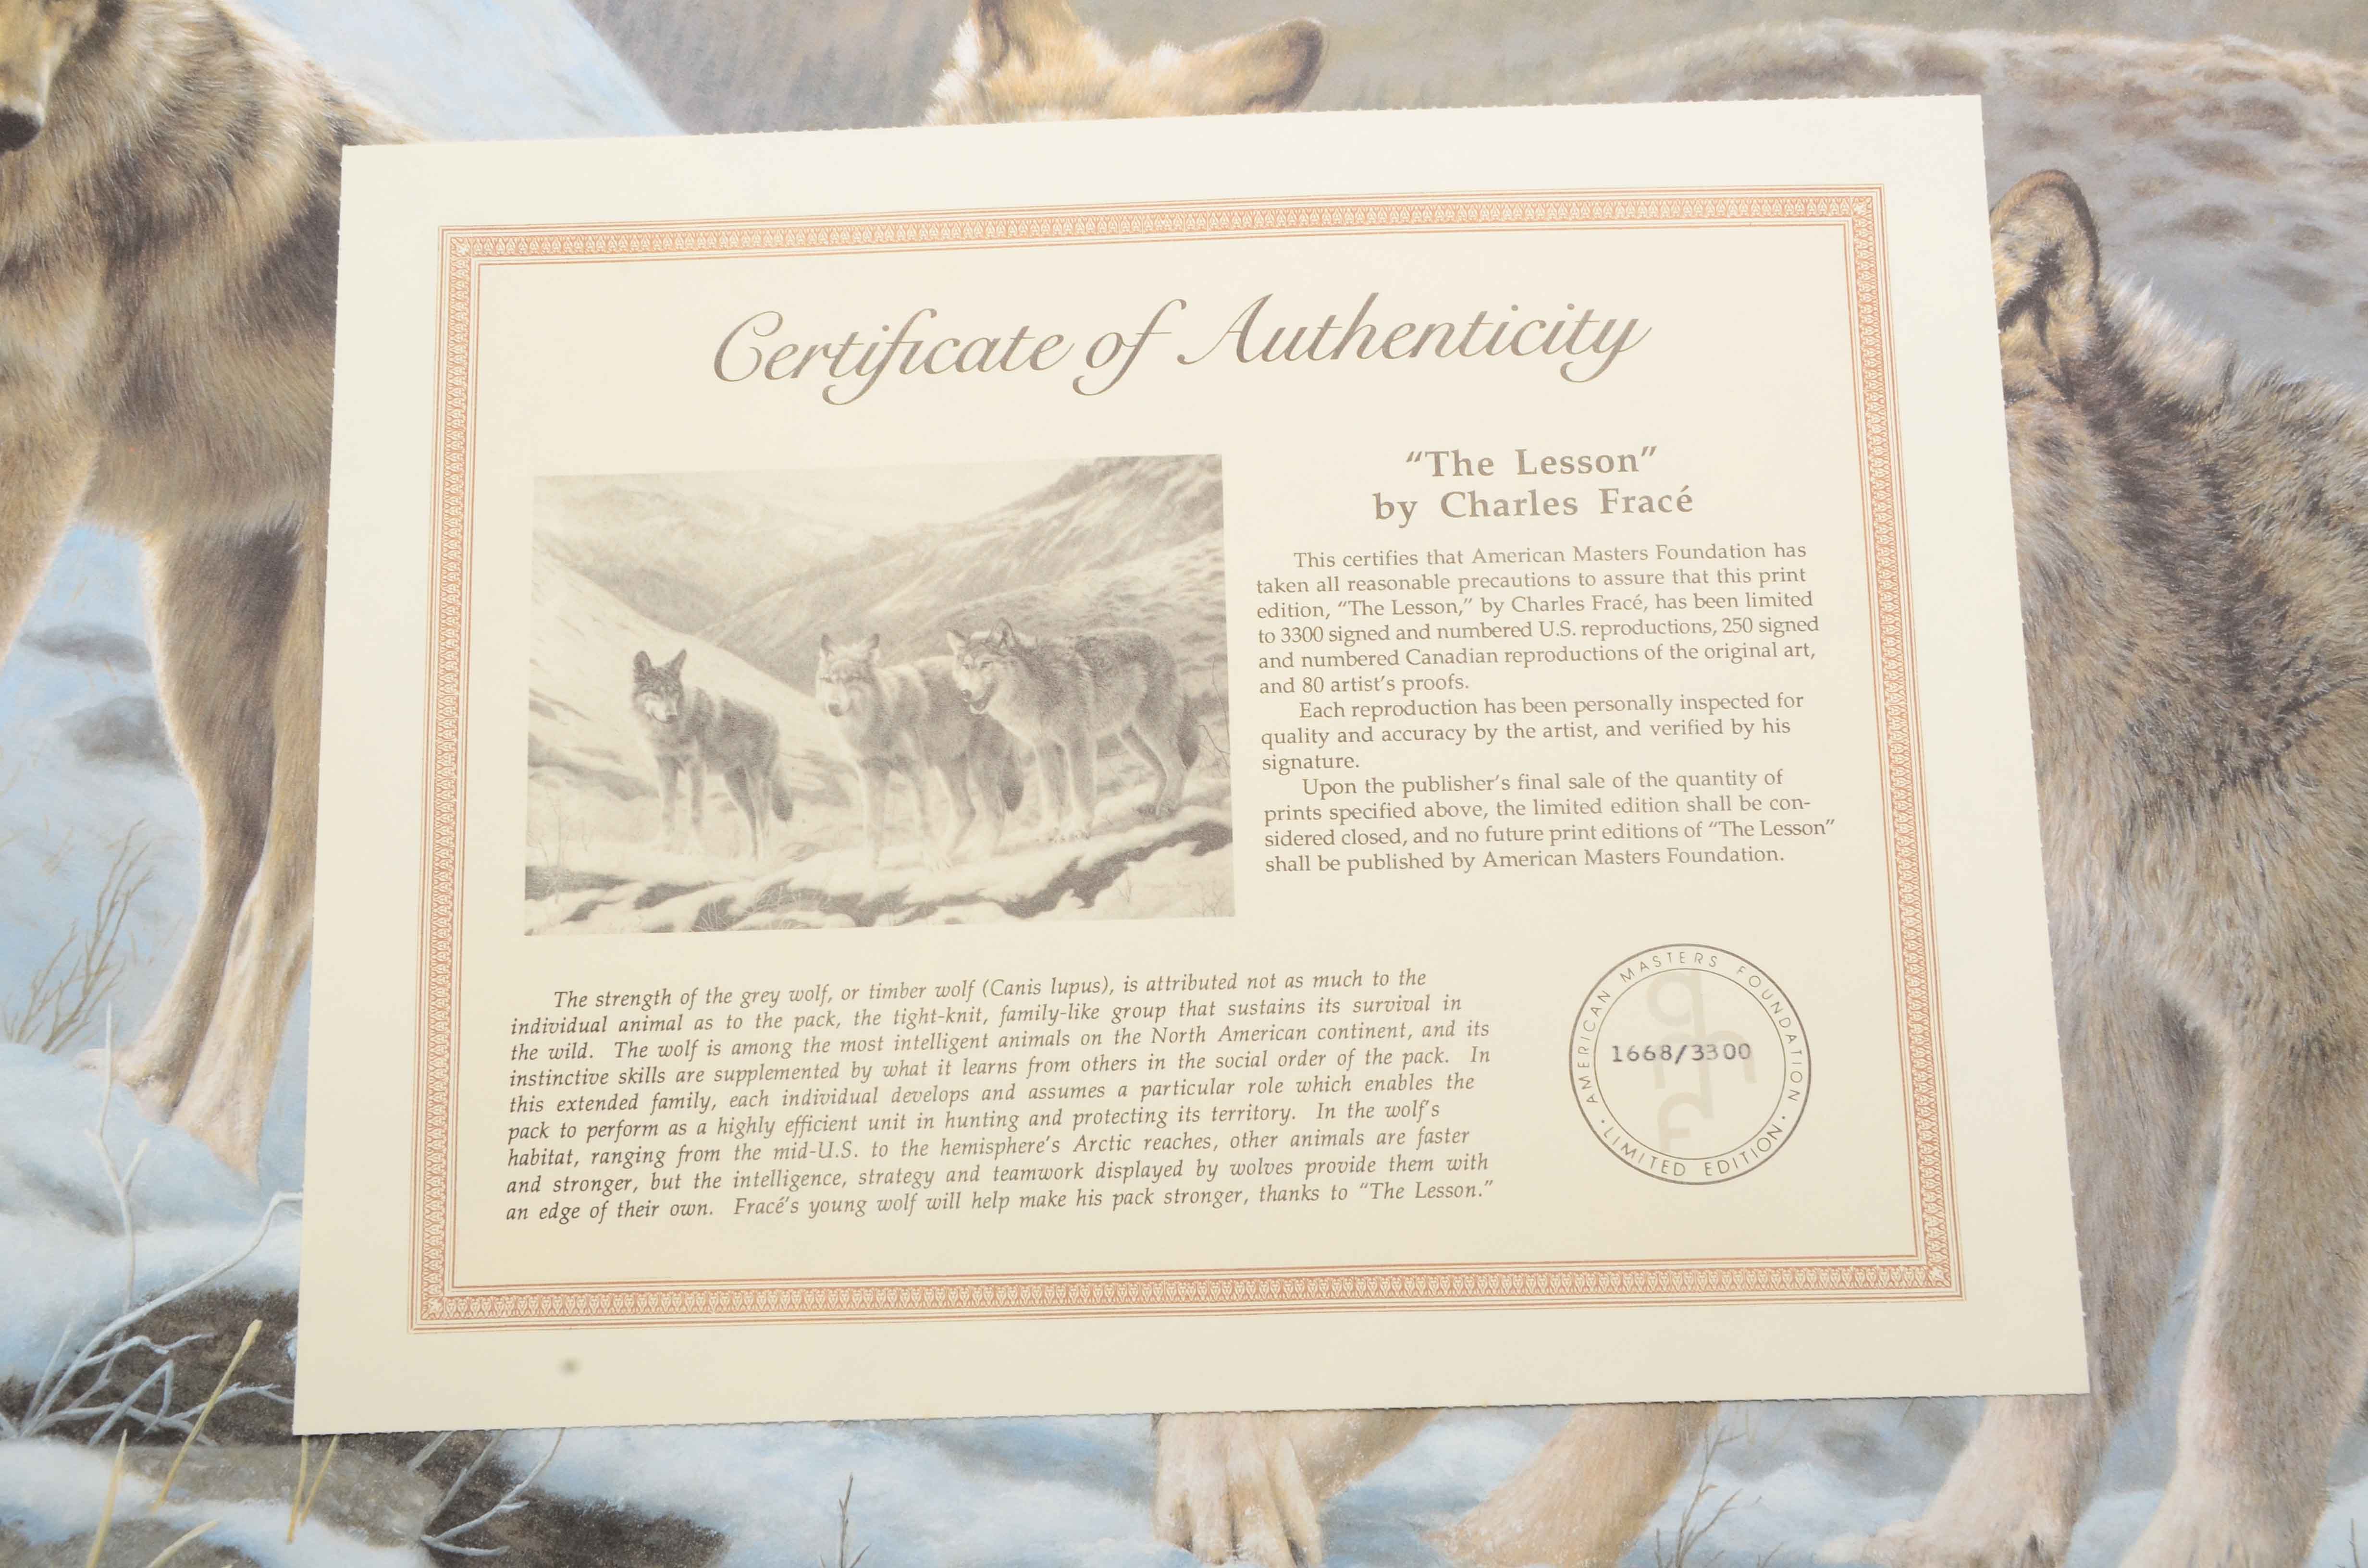 Certificate of Authenticity
“The Lesson”
by Charles Fracé
This certifies that American Masters Foundation has
taken all reasonable precautions to assure that this print
edition, “The Lesson,” by Charles Fracé, has been limited
to 3300 signed and numbered U.S. reproductions, 250 signed
and numbered Canadian reproductions of the original art,
and 80 artist’s proofs.
Each reproduction has been personally inspected for
quality and accuracy by the artist, and verified by his
signature.
Upon the publisher’s final sale of the quantity of
prints specified above, the limited edition shall be con-
sidered closed, and no future print editions of “The Lesson”
shall be published by American Masters Foundation.
The strength of the grey wolf, or timber wolf (Canis lupus), is attributed not as much to the
individual animal as to the pack, the tight-knit, family-like group that sustains its survival in
the wild. The wolf is among the most intelligent animals on the North American continent, and its
instinctive skills are supplemented by what it learns from others in the social order of the pack. In
this extended family, each individual develops and assumes a particular role which enables the
pack to perform as a highly efficient unit in hunting and protecting its territory. In the wolf’s
habitat, ranging from the mid-U.S. to the hemisphere’s Arctic reaches, other animals are faster
and stronger, but the intelligence, strategy and teamwork displayed by wolves provide them with
an edge of their own. Fracé’s young wolf will help make his pack stronger, thanks to “The Lesson.”
AMERICAN MASTERS FOUNDATION
amf
1668/3300
· LIMITED EDITION ·